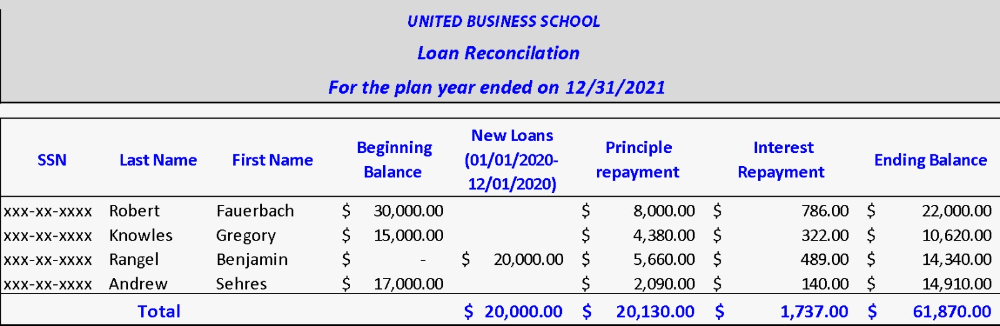 UNITED BUSINESS SCHOOL
Loan Reconcilation
For the plan year ended on 12/31/2021
SSN Last Name First Name Beginning Balance New Loans (01/01/2020-12/01/2020) Principle repayment Interest Repayment Ending Balance
xxx-xx-xxxx Robert Fauerbach $ 30,000.00 $ 8,000.00 $ 786.00 $ 22,000.00
xxx-xx-xxxx Knowles Gregory $ 15,000.00 $ 4,380.00 $ 322.00 $ 10,620.00
xxx-xx-xxxx Rangel Benjamin $ - $ 20,000.00 $ 5,660.00 $ 489.00 $ 14,340.00
xxx-xx-xxxx Andrew Sehres $ 17,000.00 $ 2,090.00 $ 140.00 $ 14,910.00
Total $ 20,000.00 $ 20,130.00 $ 1,737.00 $ 61,870.00